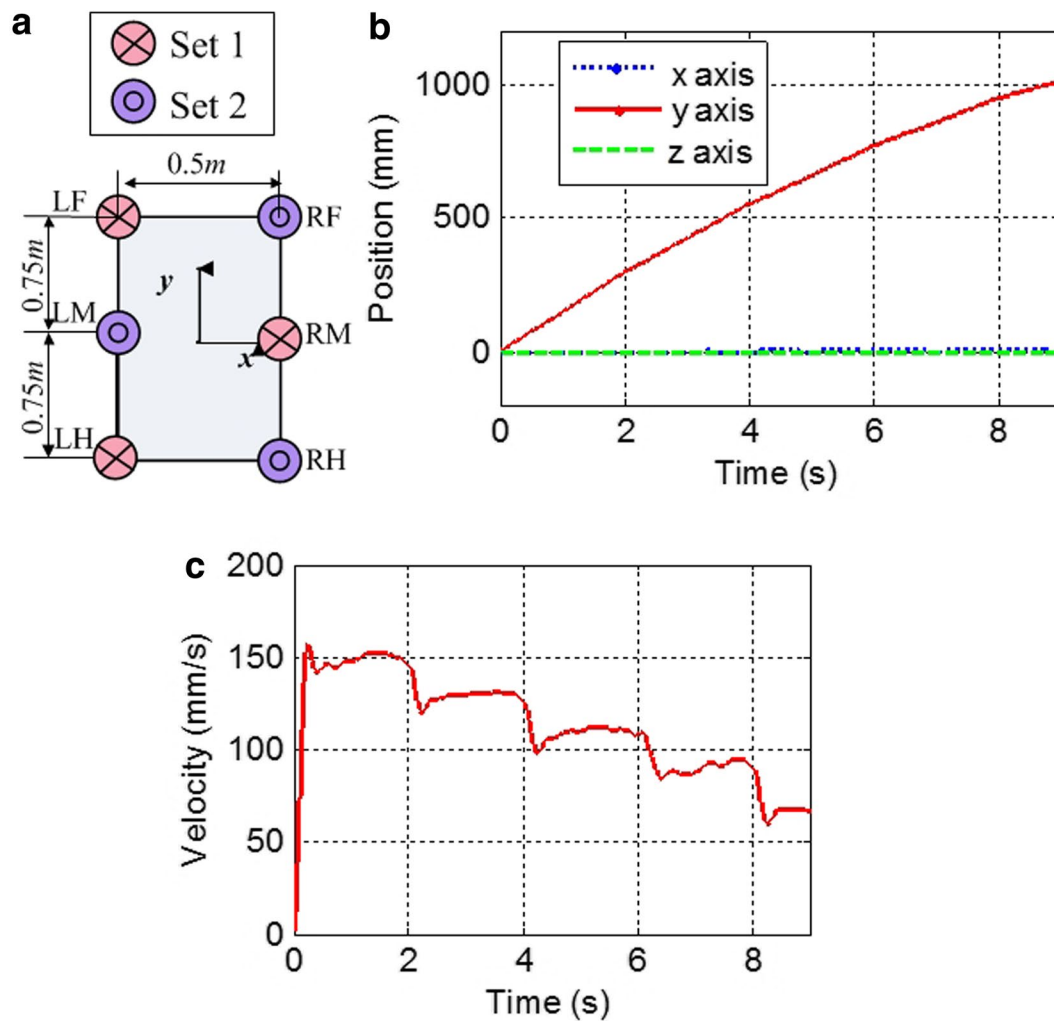 a
Set 1
Set 2
0.5m
LF
RF
0.75m
y
LM
RM
x
0.75m
LH
RH
b
x axis
y axis
z axis
1000
500
0
Position (mm)
0 2 4 6 8
Time (s)
c
200
150
100
50
0
Velocity (mm/s)
0 2 4 6 8
Time (s)